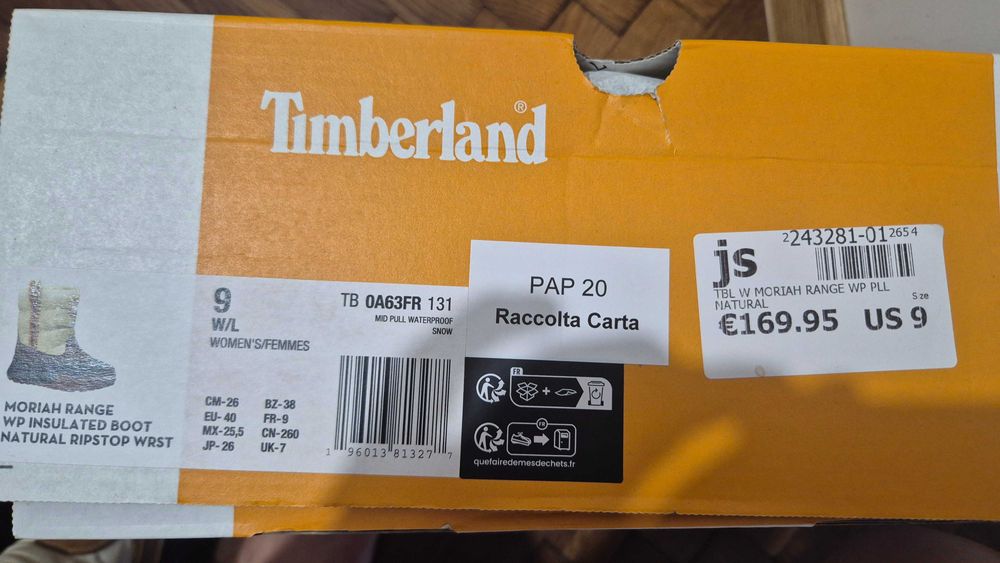 Timberland®
js
2243281-012654
TBL W MORIAH RANGE WP PLL
NATURAL
Size
€169.95 US 9
PAP 20
Raccolta Carta
9
W/L
WOMEN'S/FEMMES
TB 0A63FR 131
MID PULL WATERPROOF
SNOW
CM-26 BZ-38
EU- 40 FR-9
MX-25,5 CN-260
JP-26 UK-7
1 96013 81327 7
MORIAH RANGE
WP INSULATED BOOT
NATURAL RIPSTOP WRST
FR
FR
quefairedemesdechets.fr